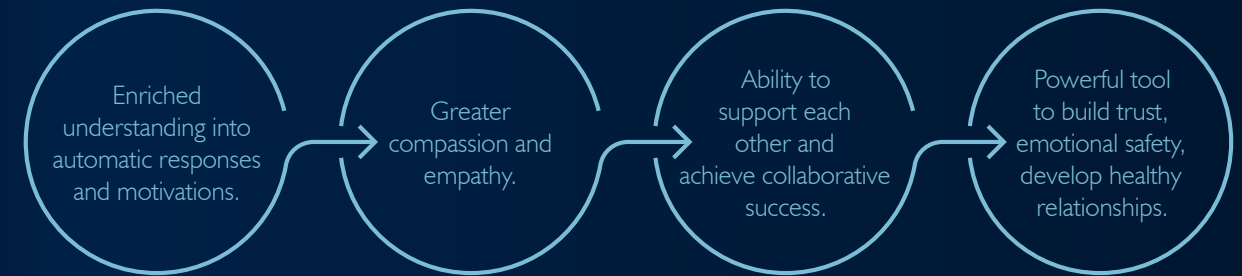 Enriched
understanding into
automatic responses
and motivations.
Greater
compassion and
empathy.
Ability to
support each
other and
achieve collaborative
success.
Powerful tool
to build trust,
emotional safety,
develop healthy
relationships.